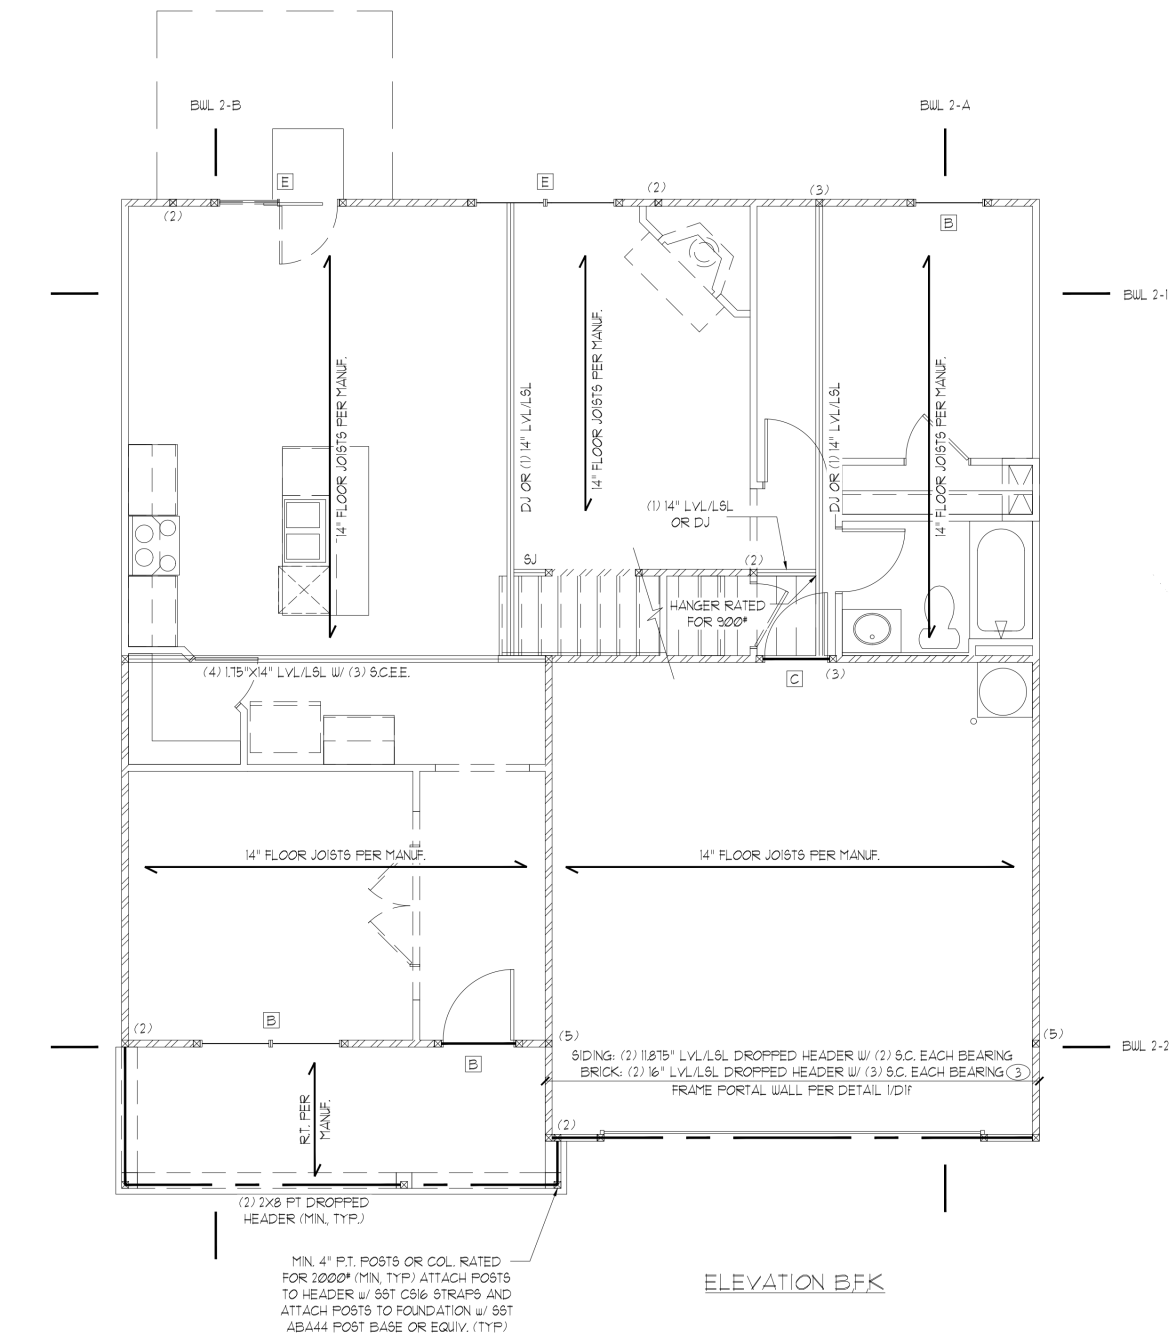 BWL 2-B
BWL 2-A
E
E
(2)
(3)
(2)
B
BWL 2-1
14" FLOOR JOISTS PER MANUF.
14" FLOOR JOISTS PER MANUF.
DJ OR (1) 14" LVL/LSL
DJ OR (1) 14" LVL/LSL
14" FLOOR JOISTS PER MANUF.
(1) 14" LVL/LSL
OR DJ
SJ
(2)
HANGER RATED
FOR 900#
(4) 1.75"X14" LVL/LSL W/ (3) S.C.E.E.
C
(3)
14" FLOOR JOISTS PER MANUF.
14" FLOOR JOISTS PER MANUF.
B
(2)
(5)
(5)
B
BWL 2-2
SIDING: (2) 11.875" LVL/LSL DROPPED HEADER W/ (2) S.C. EACH BEARING
BRICK: (2) 16" LVL/LSL DROPPED HEADER W/ (3) S.C. EACH BEARING
3
FRAME PORTAL WALL PER DETAIL 1/D1f
R.T. PER
MANUF.
(2)
(2) 2X8 PT DROPPED
HEADER (MIN., TYP.)
MIN. 4" P.T. POSTS OR COL. RATED
FOR 2000# (MIN, TYP) ATTACH POSTS
TO HEADER w/ SST CS16 STRAPS AND
ATTACH POSTS TO FOUNDATION w/ SST
ABA44 POST BASE OR EQUIV. (TYP)
ELEVATION B,F,K